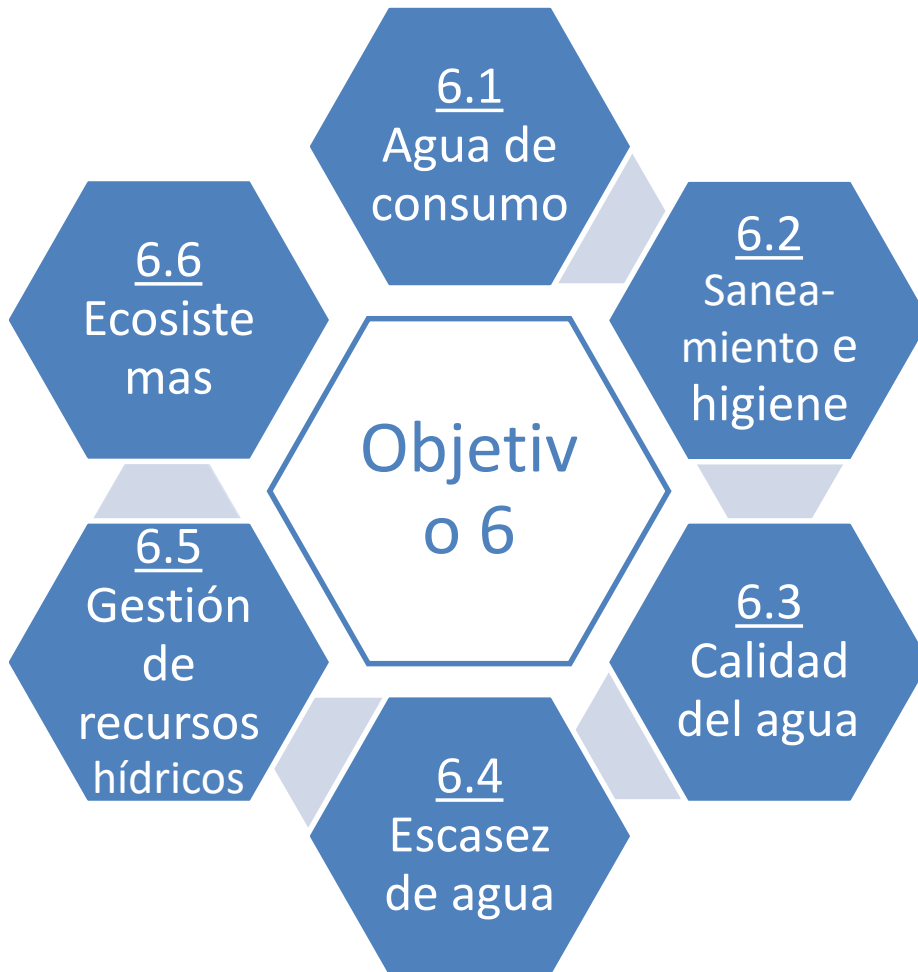 6.1
Agua de
consumo
6.2
Sanea-
miento e
higiene
6.3
Calidad
del agua
6.4
Escasez
de agua
6.5
Gestión
de
recursos
hídricos
6.6
Ecosiste
mas
Objetiv
o 6